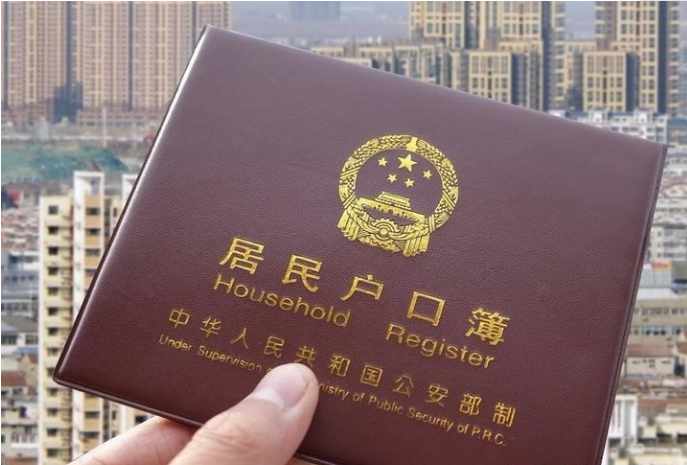 居民户口簿
Household Register
中华人民共和国公安部制
Under Supervision istry of Public Security of P.R.C.